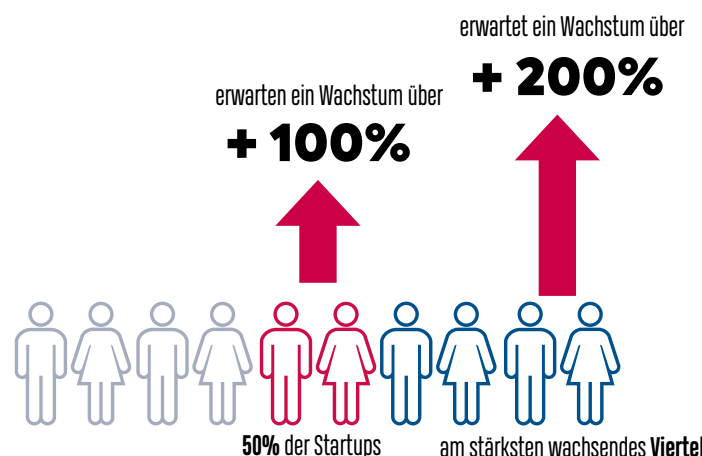 erwartet ein Wachstum über
+ 200%
erwarten ein Wachstum über
+ 100%
50% der Startups
am stärksten wachsendes Viertel